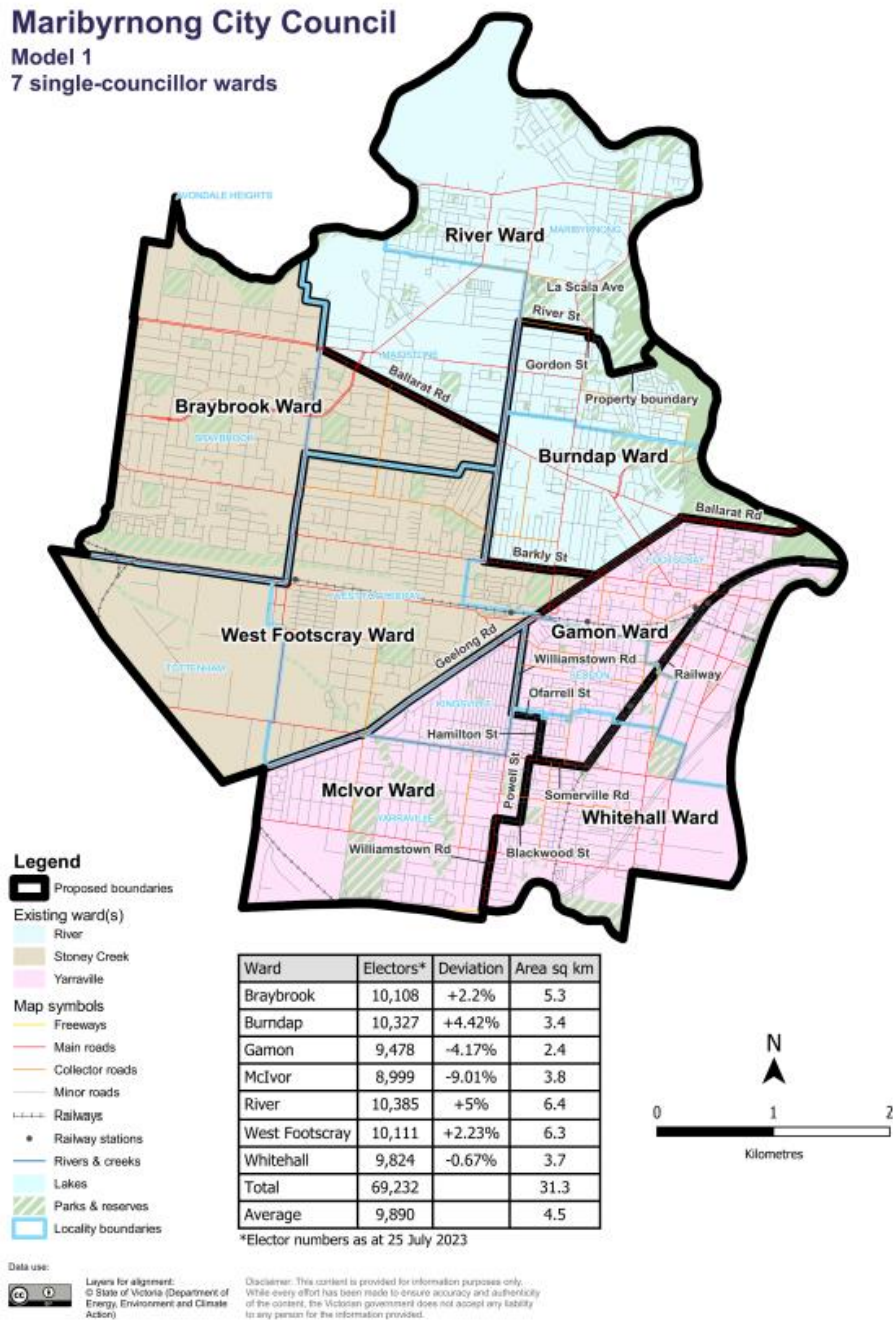 Maribyrnong City Council
Model 1
7 single-councillor wards
AVONDALE HEIGHTS
River Ward
MARIBYRNONG
La Scala Ave
River St
MAIDSTONE
Ballarat Rd
Gordon St
Property boundary
Braybrook Ward
BRAYBROOK
Burndap Ward
Ballarat Rd
Barkly St
FOOTSCRAY
WEST FOOTSCRAY
West Footscray Ward
Geelong Rd
Gamon Ward
Williamstown Rd
SEDDON
Railway
TOTTENHAM
Ofarrell St
KINGSVILLE
Hamilton St
Powell St
McIvor Ward
Somerville Rd
YARRAVILLE
Whitehall Ward
Williamstown Rd
Blackwood St
Legend
Proposed boundaries
Existing ward(s)
River
Stoney Creek
Yarraville
Map symbols
Freeways
Main roads
Collector roads
Minor roads
Railways
Railway stations
Rivers & creeks
Lakes
Parks & reserves
Locality boundaries
Ward Electors* Deviation Area sq km
Braybrook 10,108 +2.2% 5.3
Burndap 10,327 +4.42% 3.4
Gamon 9,478 -4.17% 2.4
McIvor 8,999 -9.01% 3.8
River 10,385 +5% 6.4
West Footscray 10,111 +2.23% 6.3
Whitehall 9,824 -0.67% 3.7
Total 69,232 31.3
Average 9,890 4.5
*Elector numbers as at 25 July 2023
N
0 1 2
Kilometres
Data use:
cc
Layers for alignment:
© State of Victoria (Department of
Energy, Environment and Climate
Action)
Disclaimer: This content is provided for information purposes only.
While every effort has been made to ensure accuracy and authenticity
of the content, the Victorian government does not accept any liability
to any person for the information provided.